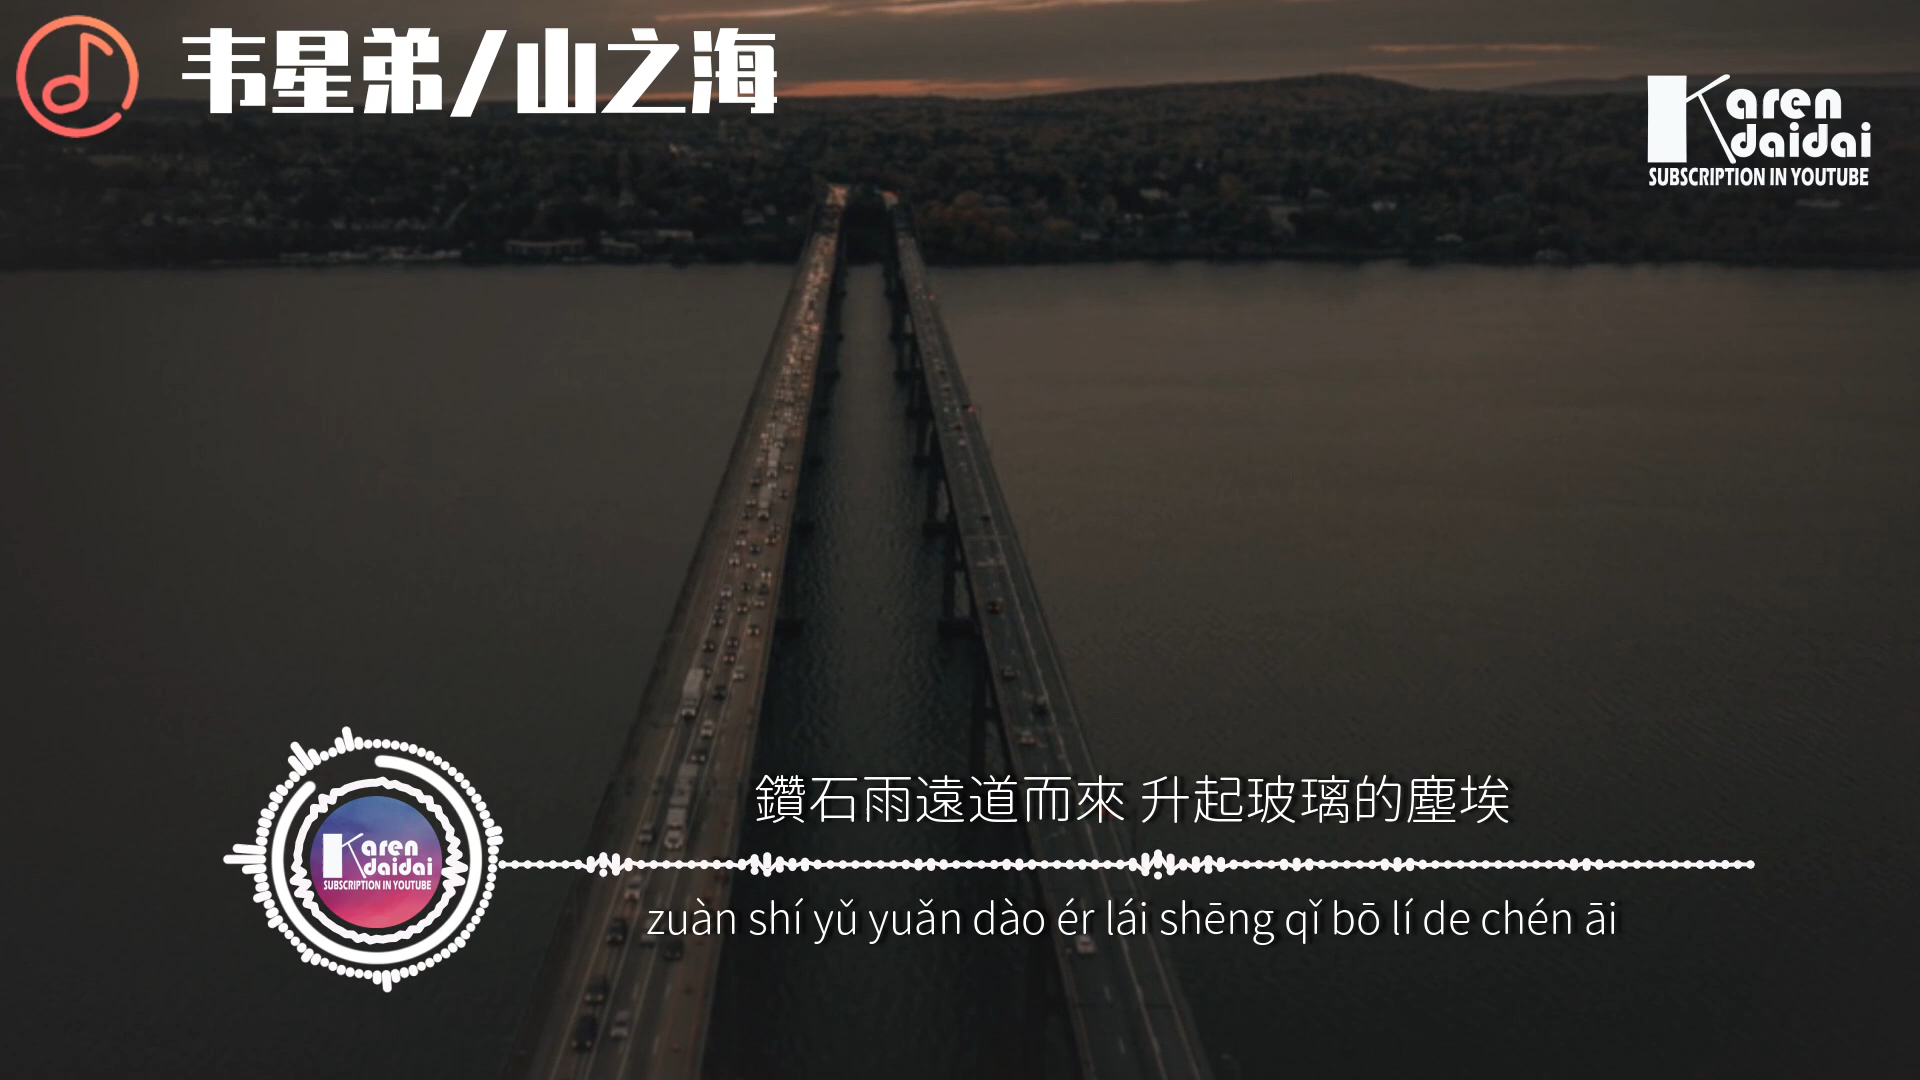 韦星弟/山之海
Karen
daidai
SUBSCRIPTION IN YOUTUBE
鑽石雨遠道而來 升起玻璃的塵埃
Karen
daidai
SUBSCRIPTION IN YOUTUBE
zuàn shí yǔ yuǎn dào ér lái shēng qǐ bō lí de chén āi